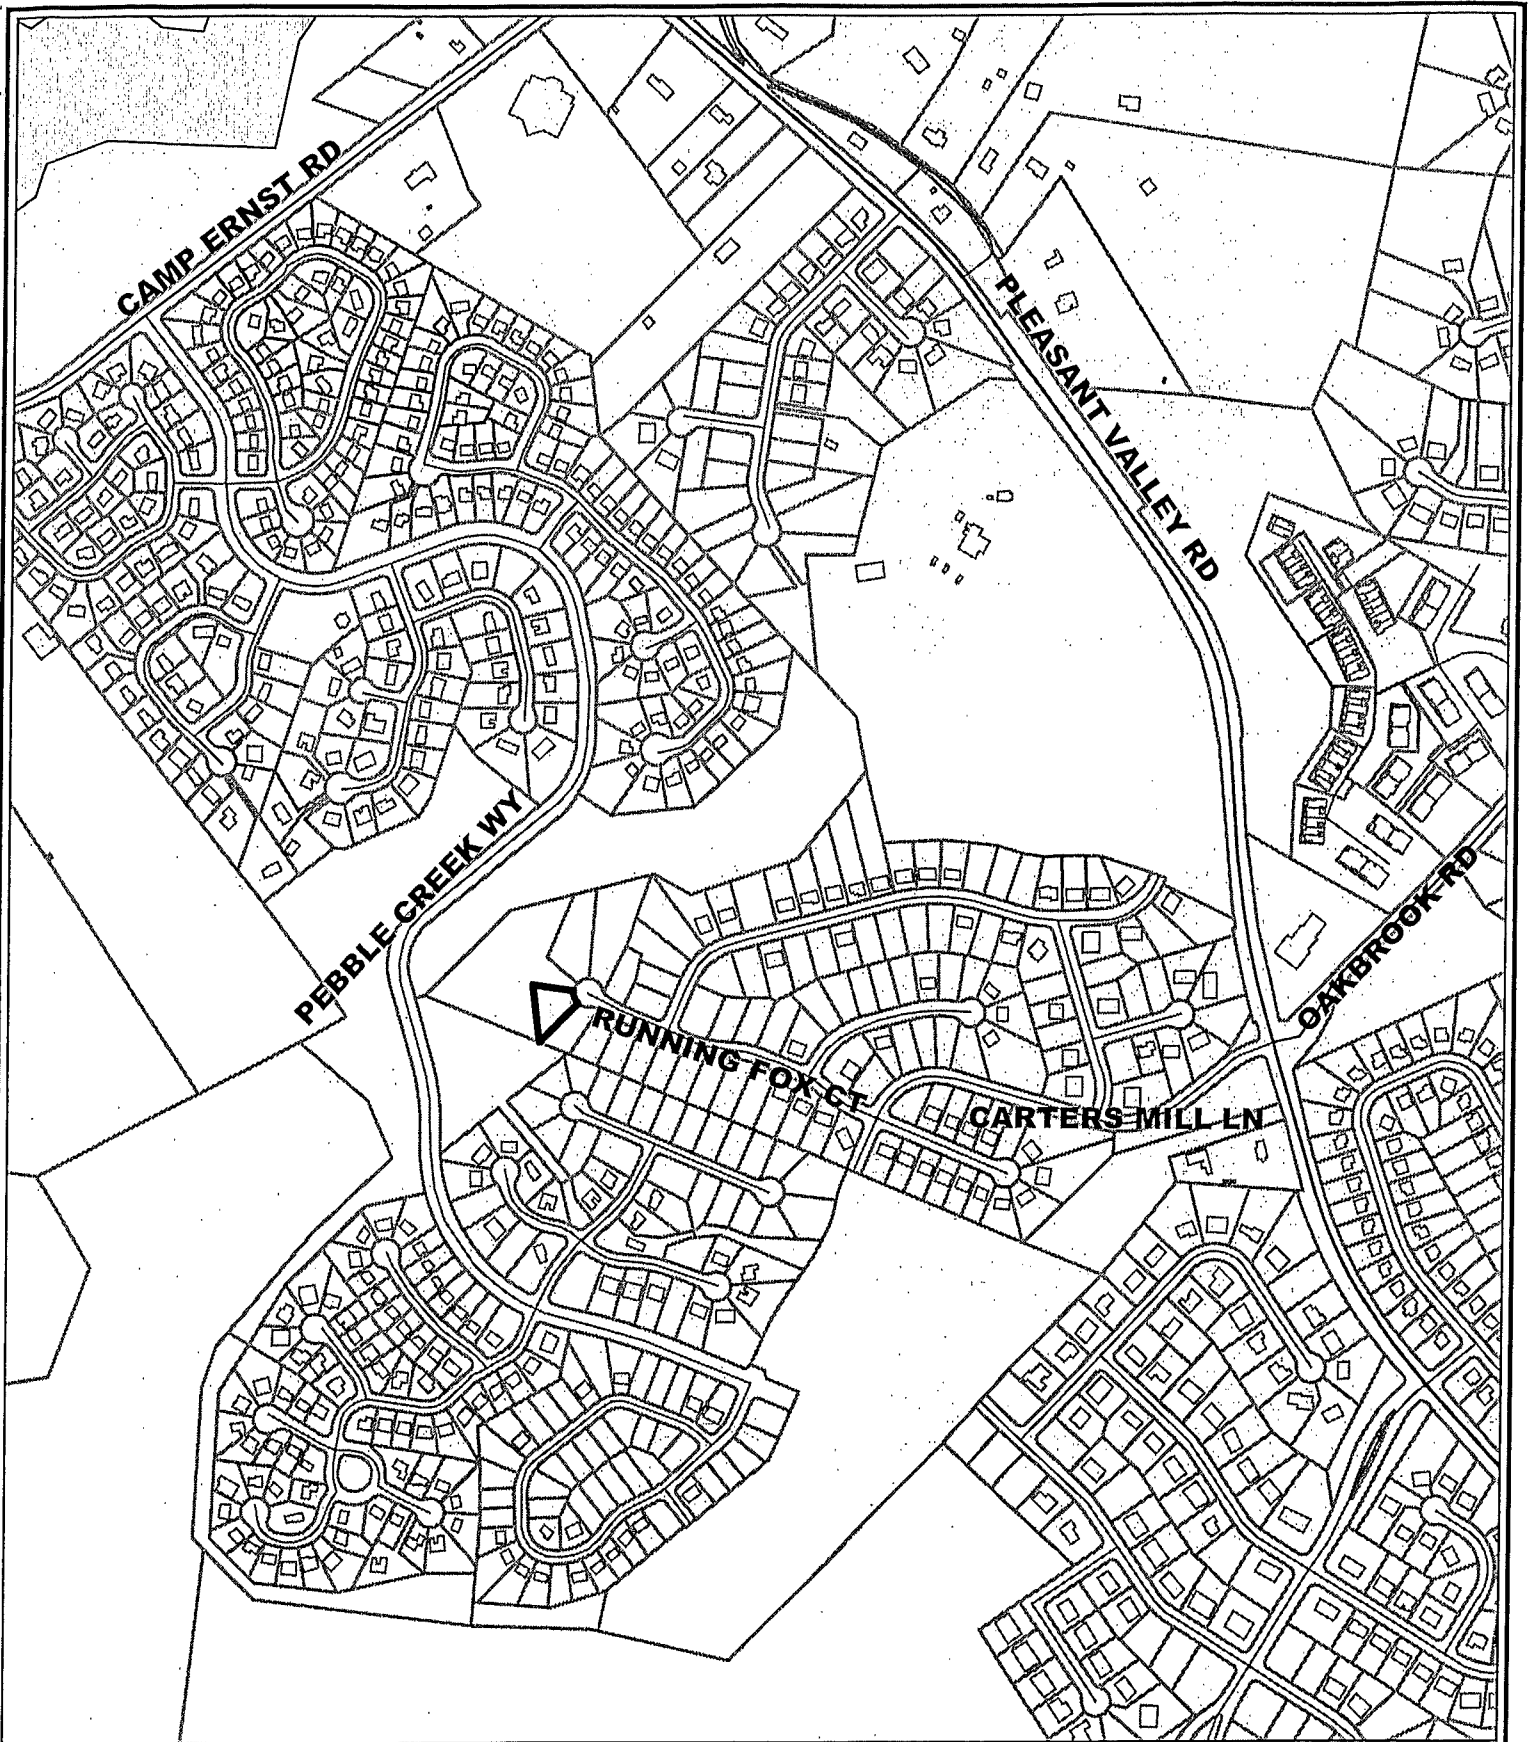 CAMP ERNST RD
PLEASANT VALLEY RD
PEBBLE CREEK WY
OAKBROOK RD
RUNNING FOX CT
CARTERS MILL LN